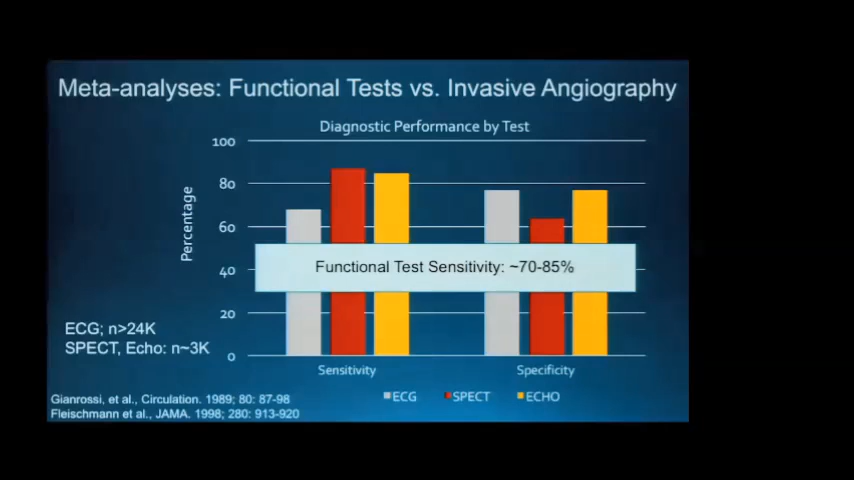 Meta-analyses: Functional Tests vs. Invasive Angiography
Diagnostic Performance by Test
100
80
60
40
20
0
Percentage
Functional Test Sensitivity: ~70-85%
ECG; n>24K
SPECT, Echo: n~3K
Sensitivity
Specificity
ECG
SPECT
ECHO
Gianrossi, et al., Circulation. 1989; 80: 87-98
Fleischmann et al., JAMA. 1998; 280: 913-920